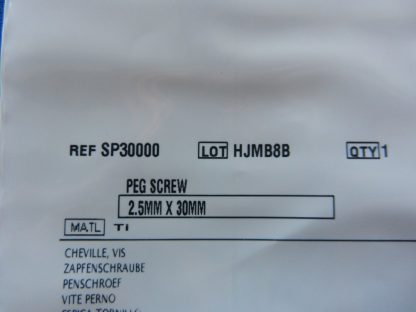 REF SP30000 LOT HJMB8B QTY 1
PEG SCREW
2.5MM X 30MM
MATL TI
CHEVILLE, VIS
ZAPFENSCHRAUBE
PENSCHROEF
VITE PERNO